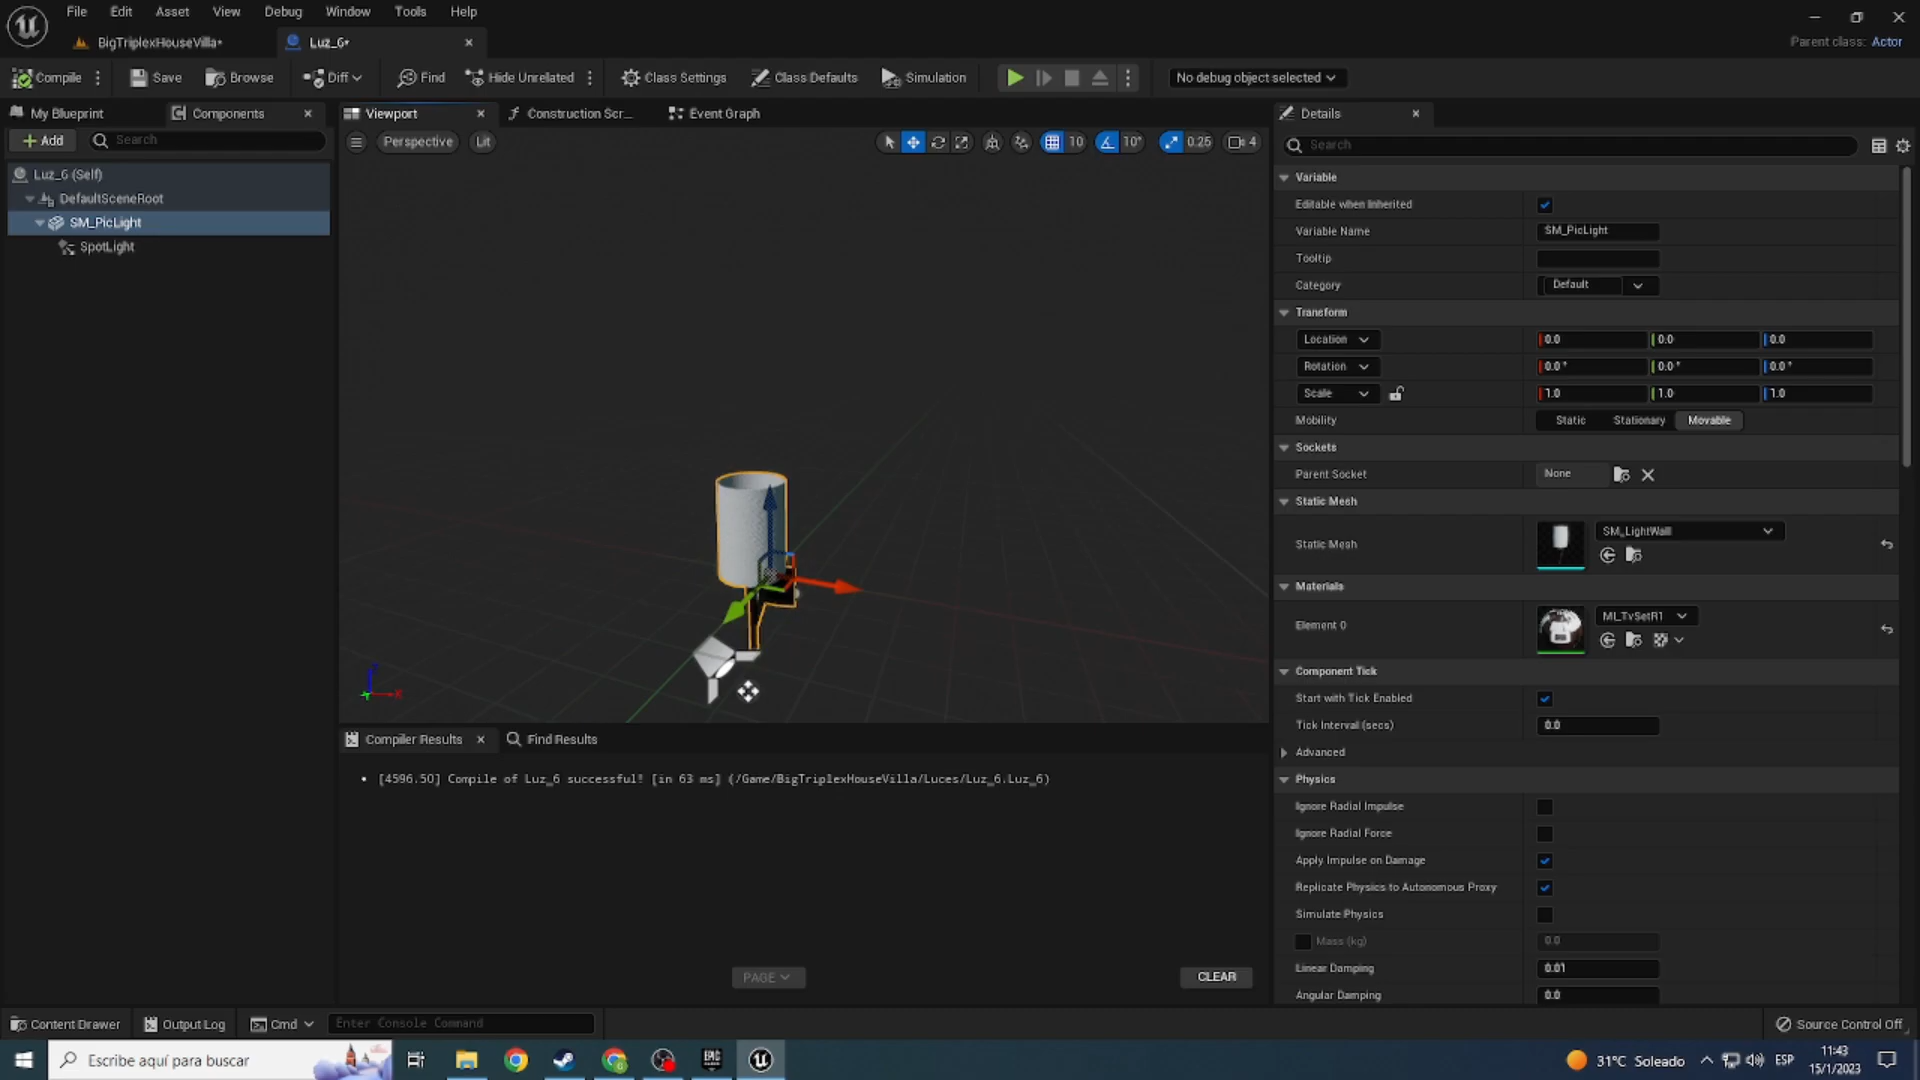 File Edit Asset View Debug Window Tools Help
BigTriplexHouseVilla* Luz_6* Parent class: Actor
Compile Save Browse Diff Find Hide Unrelated Class Settings Class Defaults Simulation No debug object selected
My Blueprint Components Viewport Construction Scr... Event Graph Details
Add Search Perspective Lit 10 10° 0.25 4 Search
Luz_6 (Self)
DefaultSceneRoot
SM_PicLight
SpotLight
Variable
Editable when Inherited
Variable Name SM_PicLight
Tooltip
Category Default
Transform
Location 0.0 0.0 0.0
Rotation 0.0° 0.0° 0.0°
Scale 1.0 1.0 1.0
Mobility Static Stationary Movable
Sockets
Parent Socket None
Static Mesh
Static Mesh SM_LightWall
Materials
Element 0 MI_TvSetR1
Component Tick
Start with Tick Enabled
Tick Interval (secs) 0.0
Advanced
Physics
Ignore Radial Impulse
Ignore Radial Force
Apply Impulse on Damage
Replicate Physics to Autonomous Proxy
Simulate Physics
Mass (kg) 0.0
Linear Damping 0.01
Angular Damping 0.0
Z X
Compiler Results Find Results
[4596.50] Compile of Luz_6 successful! [in 63 ms] (/Game/BigTriplexHouseVilla/Luces/Luz_6.Luz_6)
PAGE CLEAR
Content Drawer Output Log Cmd Enter Console Command Source Control Off
Escribe aquí para buscar EPIC 31°C Soleado ESP 11:43
15/1/2023